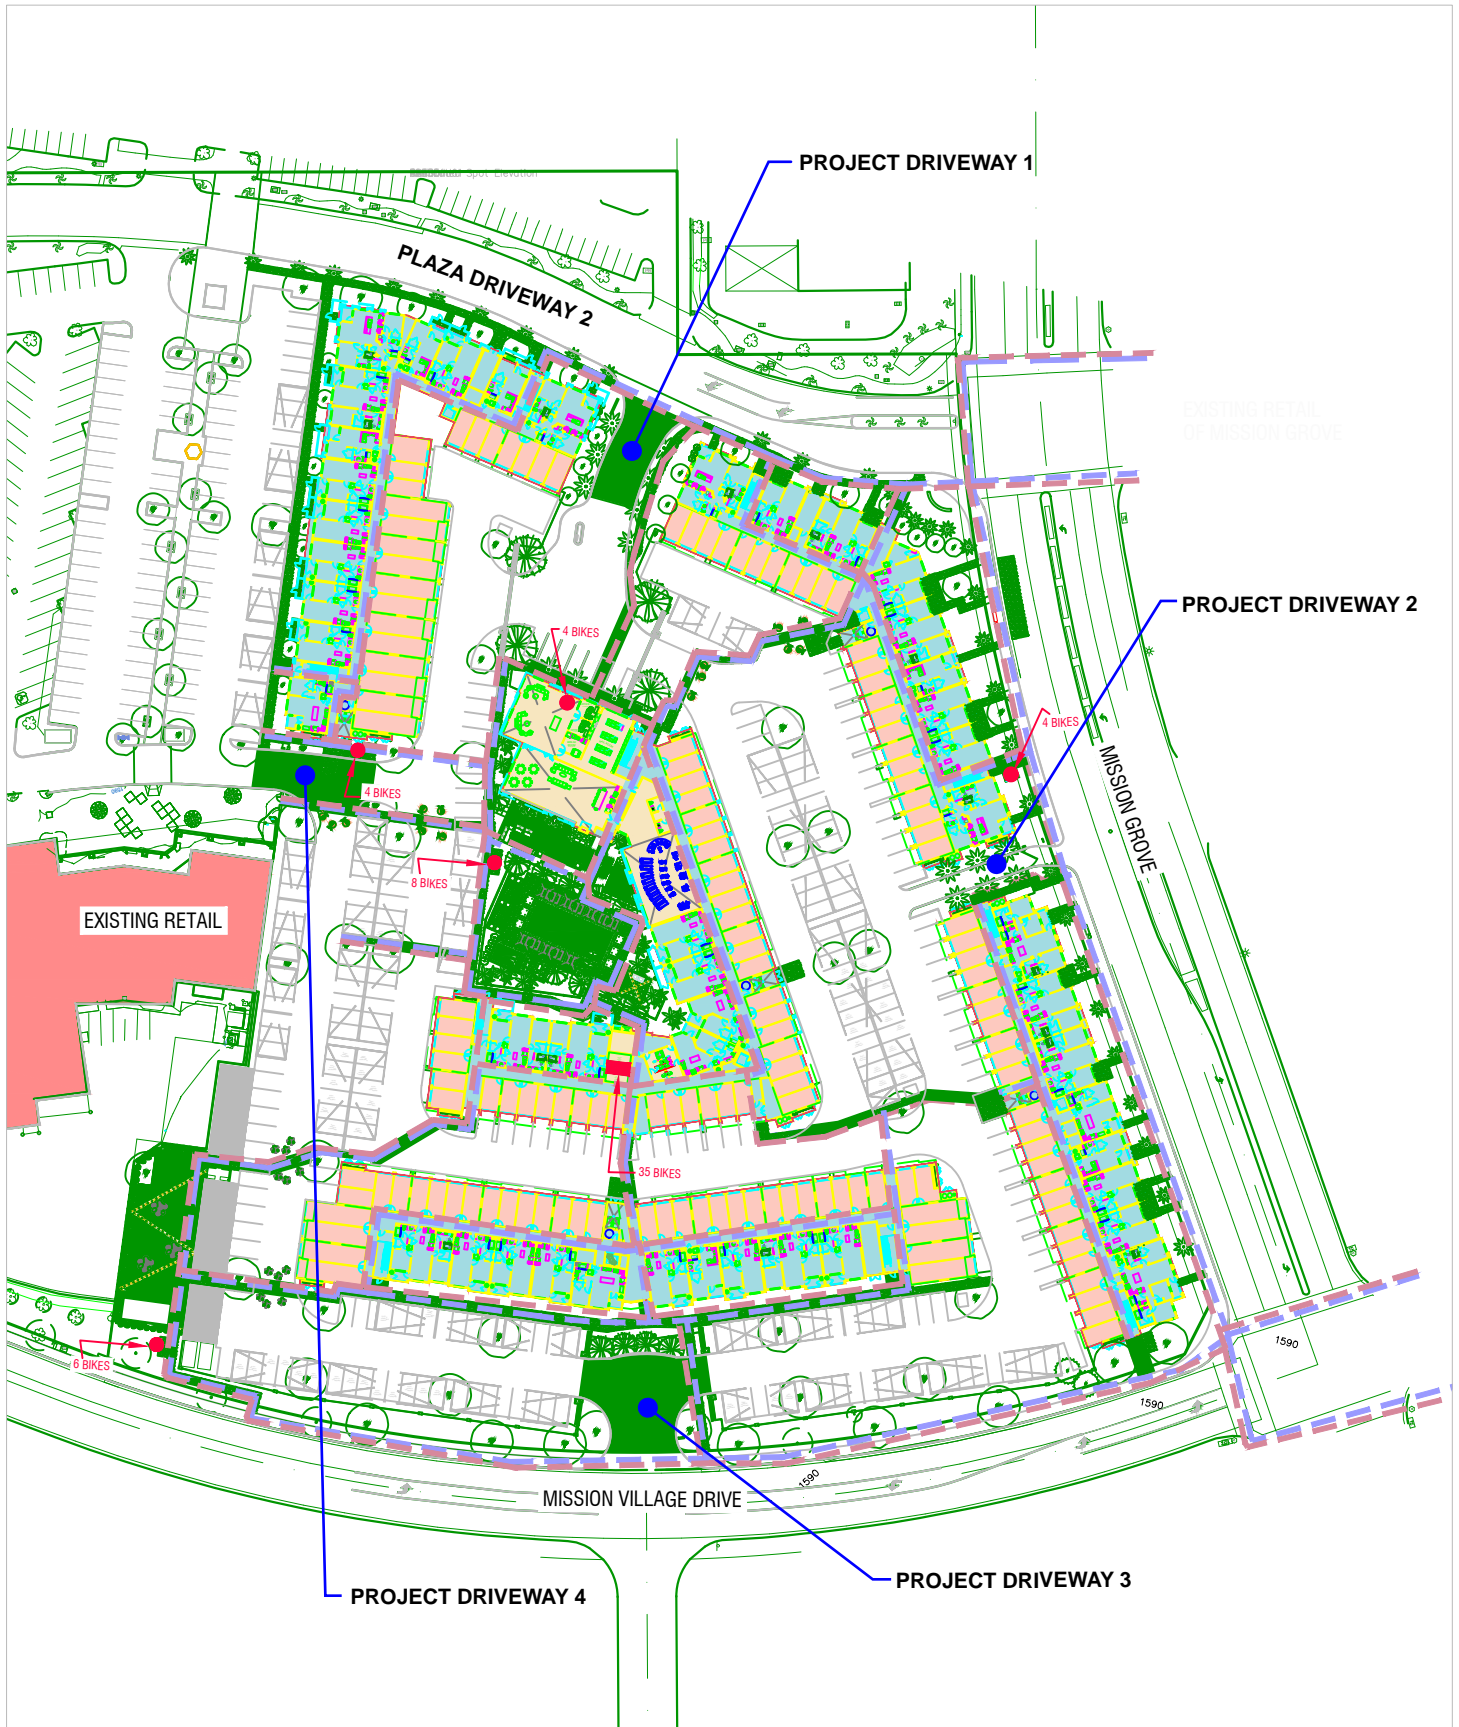 PROJECT DRIVEWAY 1
Spot Elevation
PLAZA DRIVEWAY 2
EXISTING RETAIL
OF MISSION GROVE
PROJECT DRIVEWAY 2
4 BIKES
4 BIKES
MISSION GROVE
4 BIKES
8 BIKES
EXISTING RETAIL
35 BIKES
6 BIKES
1590
1590
1590
MISSION VILLAGE DRIVE
PROJECT DRIVEWAY 3
PROJECT DRIVEWAY 4